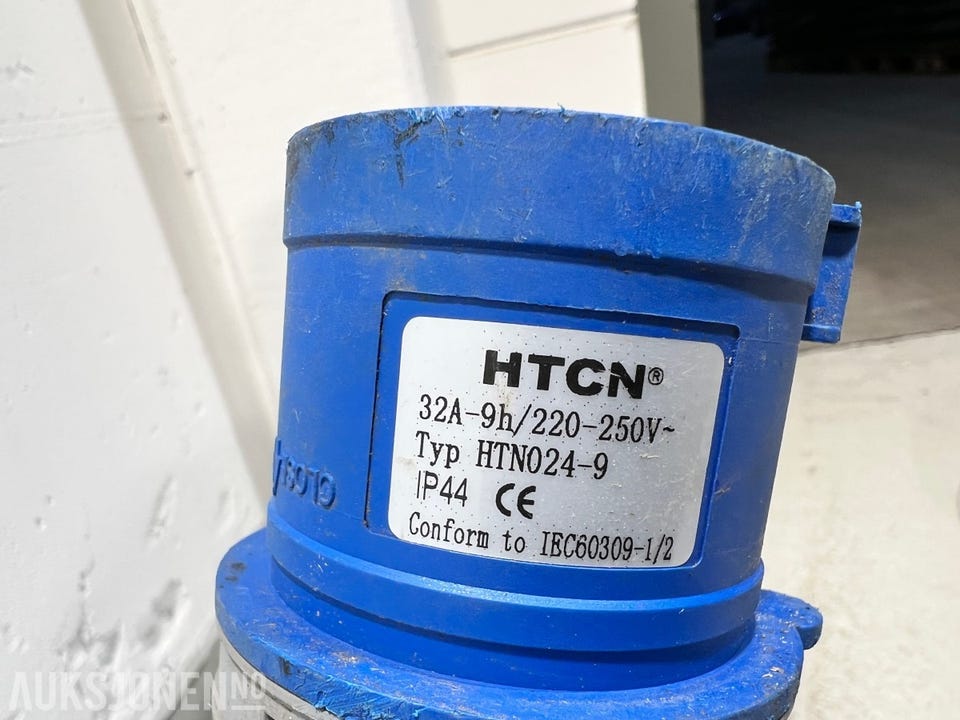 HTCN®
32A-9h/220-250V~
Typ HTN024-9
IP44 CE
Conform to IEC60309-1/2
AUKSJONEN.NO